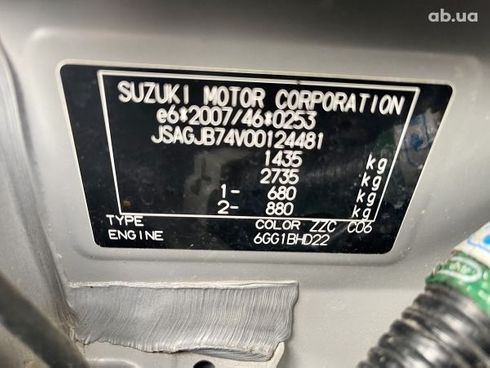 ab.ua
SUZUKI MOTOR CORPORATION
e6*2007/46*0253
JSAGJB74V00124481
1435 kg
2735 kg
1- 680 kg
2- 880 kg
TYPE COLOR ZZC C06
ENGINE 6GG1BHD22